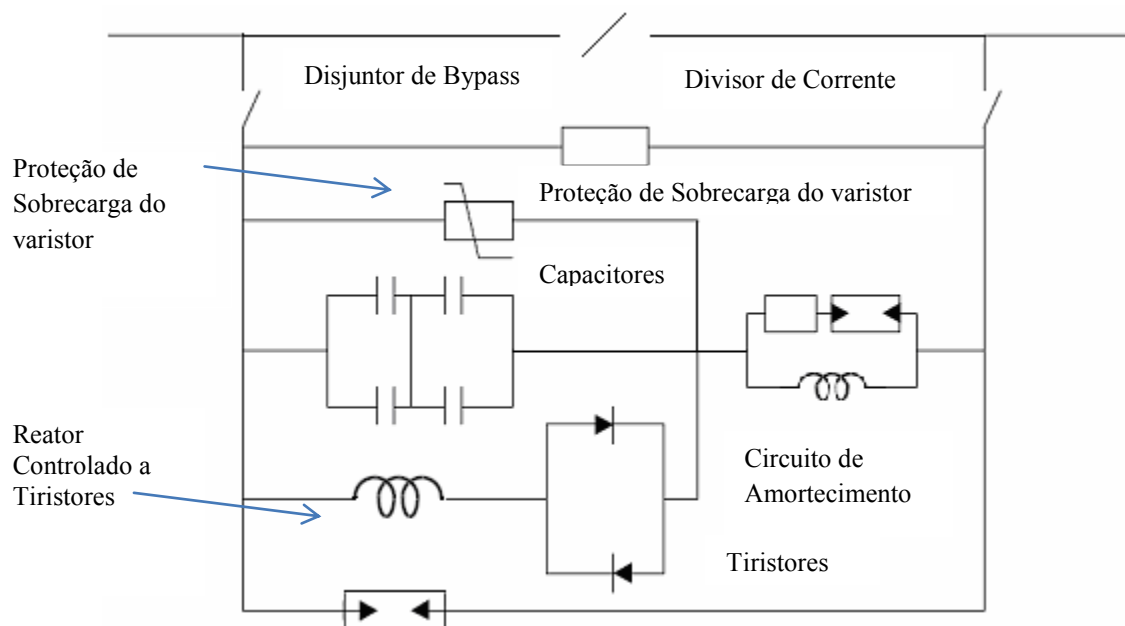 Disjuntor de Bypass
Divisor de Corrente
Proteção de
Sobrecarga do
varistor
Proteção de Sobrecarga do varistor
Capacitores
Reator
Controlado a
Tiristores
Circuito de
Amortecimento
Tiristores